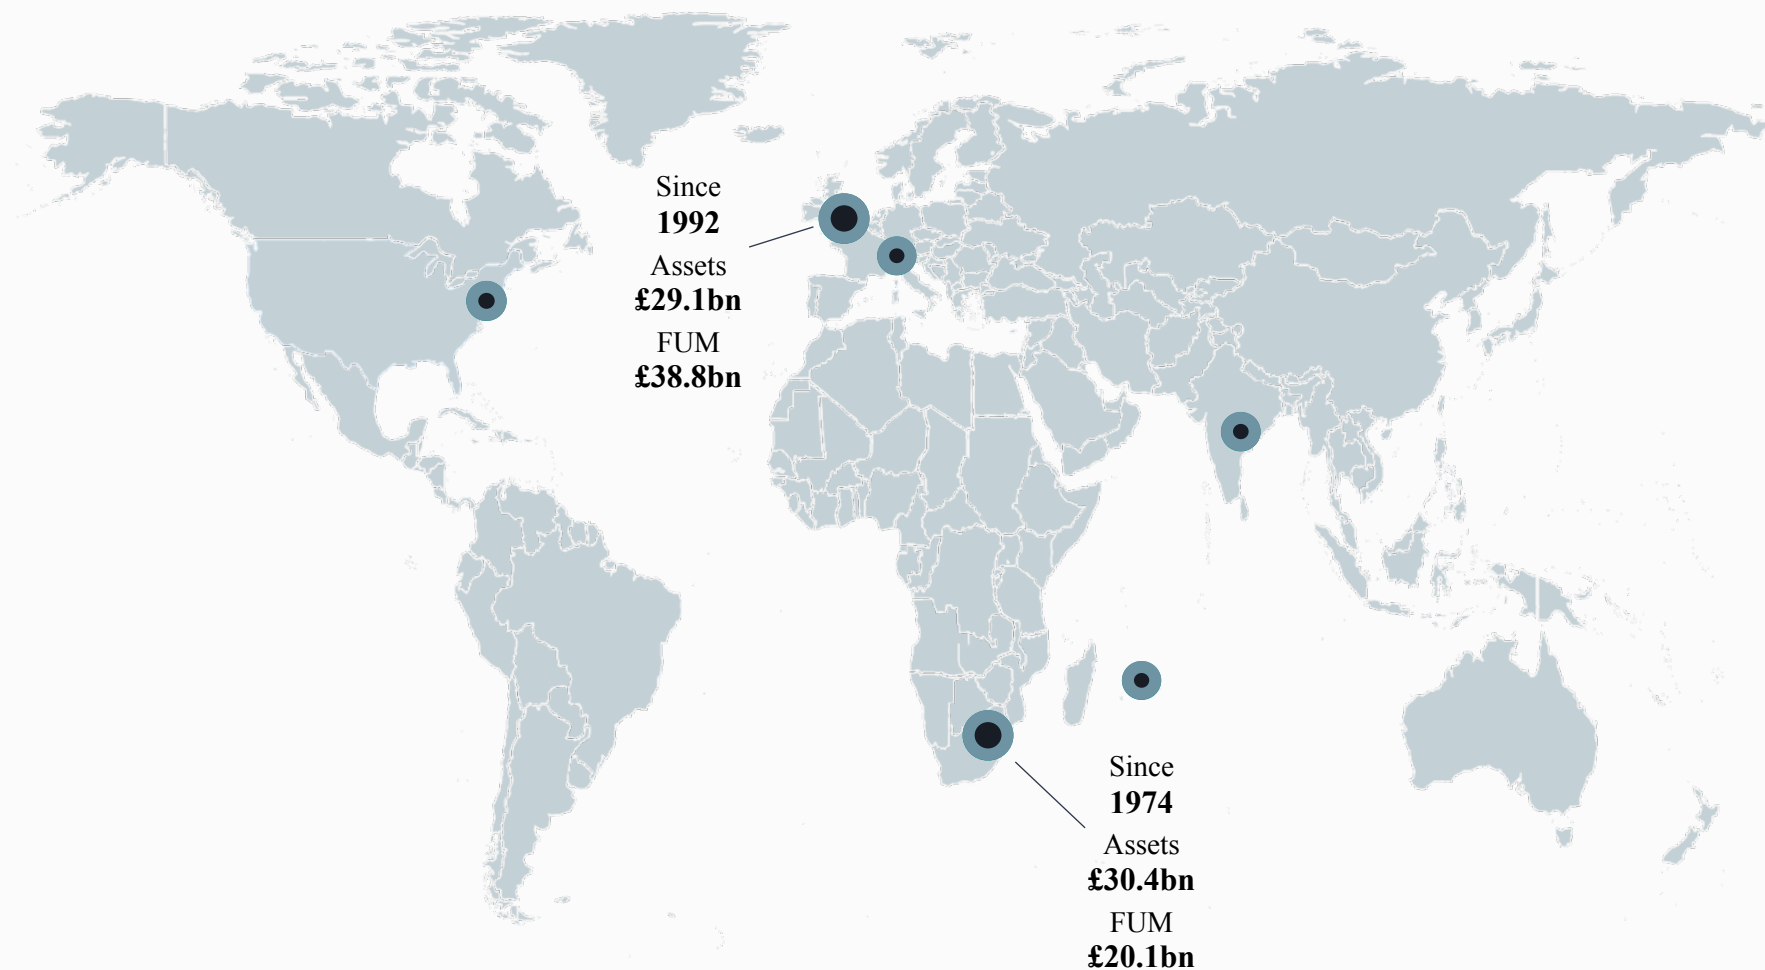 Since
1992
Assets
£29.1bn
FUM
£38.8bn
Since
1974
Assets
£30.4bn
FUM
£20.1bn